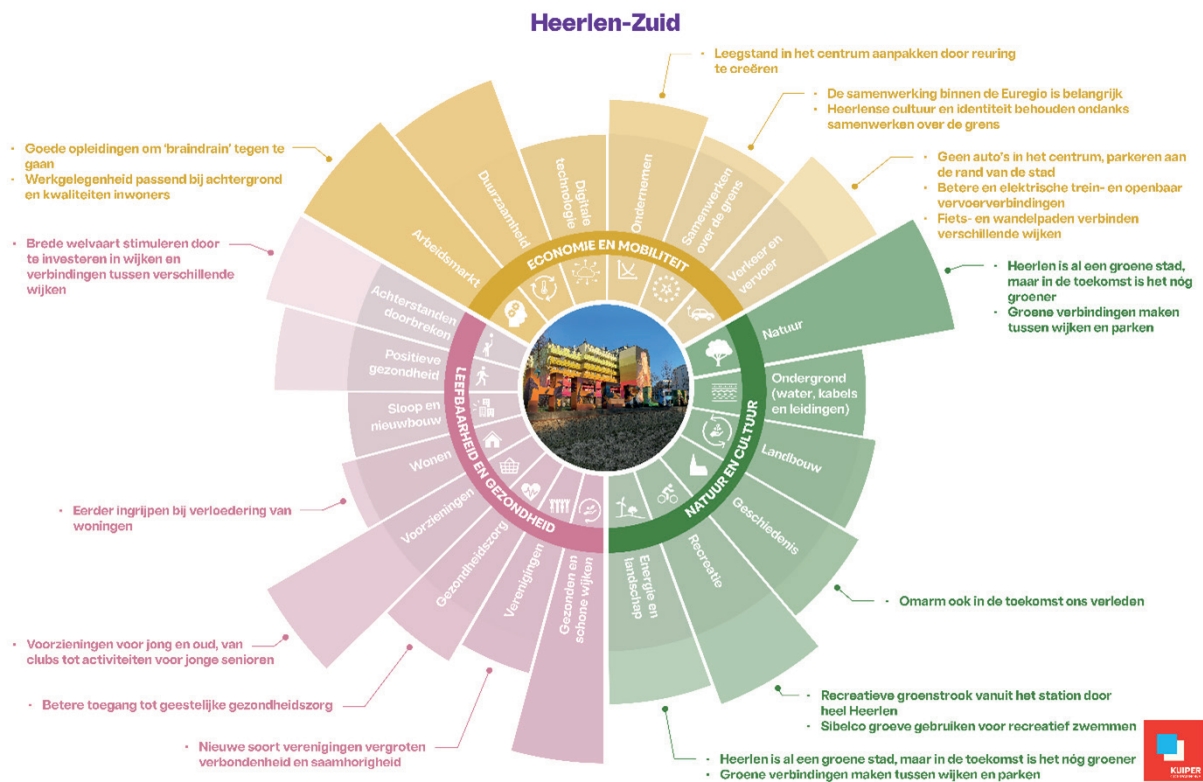 Heerlen-Zuid
• Leegstand in het centrum aanpakken door reuring
te creëren
• De samenwerking binnen de Euregio is belangrijk
• Heerlense cultuur en identiteit behouden ondanks
samenwerken over de grens
• Geen auto's in het centrum, parkeren aan
de rand van de stad
• Betere en elektrische trein- en openbaar
vervoerverbindingen
• Fiets- en wandelpaden verbinden
verschillende wijken
• Goede opleidingen om 'braindrain' tegen te
gaan
• Werkgelegenheid passend bij achtergrond
en kwaliteiten inwoners
• Brede welvaart stimuleren door
te investeren in wijken en
verbindingen tussen verschillende
wijken
• Heerlen is al een groene stad,
maar in de toekomst is het nóg
groener
• Groene verbindingen maken
tussen wijken en parken
ECONOMIE EN MOBILITEIT
Arbeidsmarkt
Duurzaamheid
Digitale
technologie
Ondernemen
Samenwerken
over de grens
Verkeer en
vervoer
NATUUR EN CULTUUR
Natuur
Ondergrond
(water, kabels
en leidingen)
Landbouw
Geschiedenis
Recreatie
Energie en
landschap
LEEFBAARHEID EN GEZONDHEID
Achterstanden
doorbreken
Positieve
gezondheid
Sloop en
nieuwbouw
Wonen
Voorzieningen
Gezondheidszorg
Verenigingen
Gezonden en
schone wijken
• Eerder ingrijpen bij verloedering van
woningen
• Omarm ook in de toekomst ons verleden
• Voorzieningen voor jong en oud, van
clubs tot activiteiten voor jonge senioren
• Betere toegang tot geestelijke gezondheidszorg
• Nieuwe soort verenigingen vergroten
verbondenheid en saamhorigheid
• Recreatieve groenstrook vanuit het station door
heel Heerlen
• Sibelco groeve gebruiken voor recreatief zwemmen
• Heerlen is al een groene stad, maar in de toekomst is het nóg groener
• Groene verbindingen maken tussen wijken en parken
KUIPER